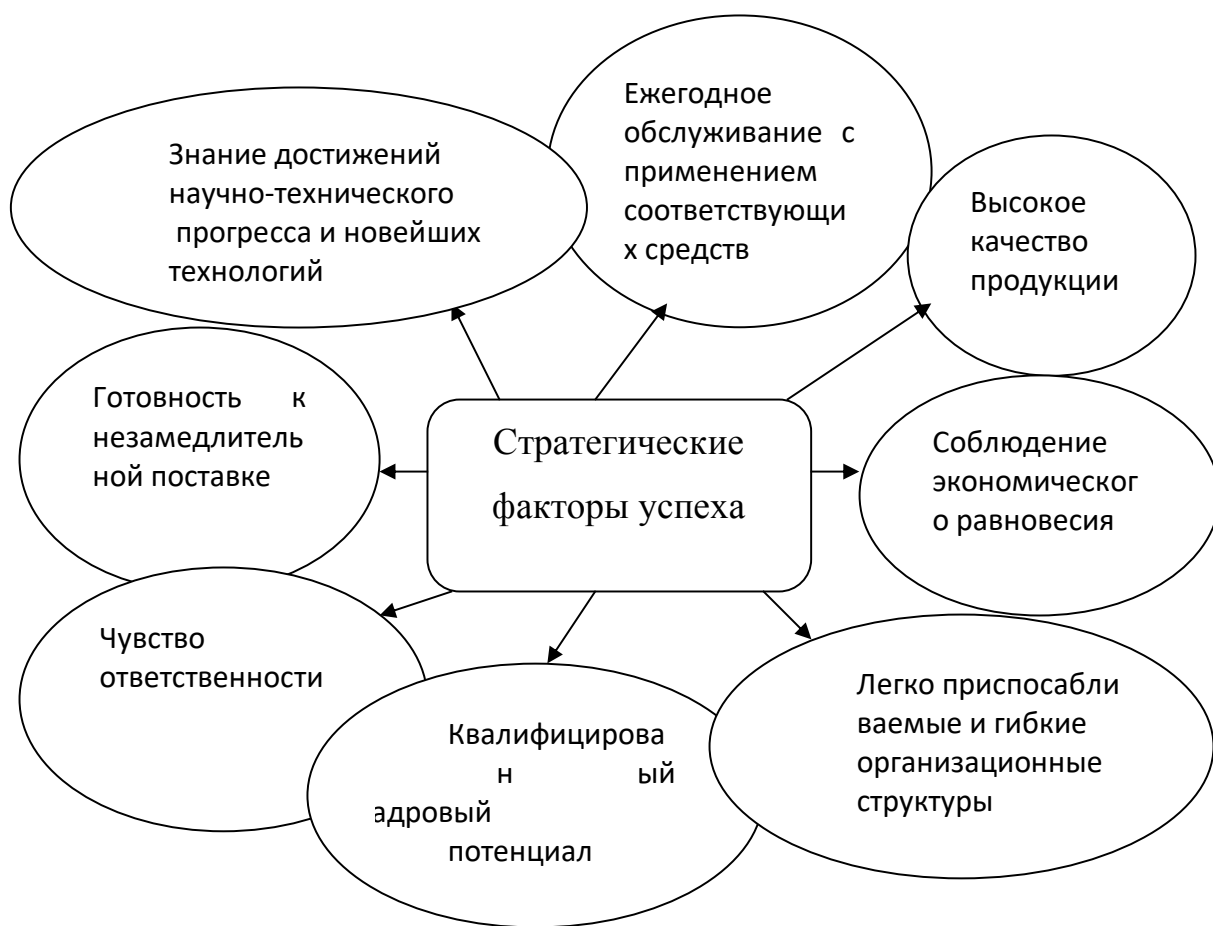 Ежегодное
обслуживание с
применением
соответствующи
х средств
Знание достижений
научно-технического
прогресса и новейших
технологий
Высокое
качество
продукции
Готовность к
незамедлитель
ной поставке
Стратегические
факторы успеха
Соблюдение
экономическог
о равновесия
Чувство
ответственности
Легко приспосабли
ваемые и гибкие
организационные
структуры
Квалифицирова
н ый
адровый
потенциал